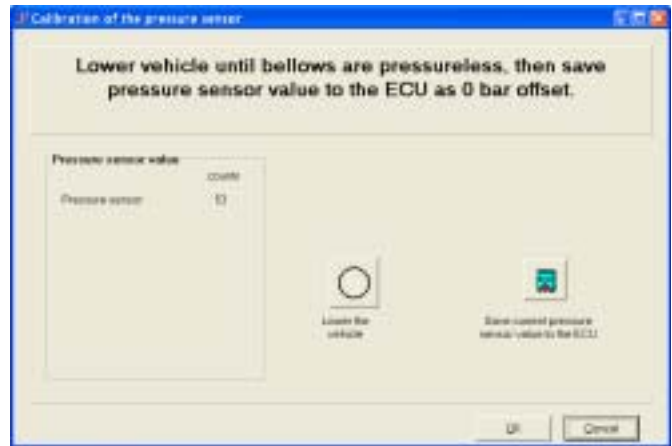 Calibration of the pressure sensor
Lower vehicle until bellows are pressureless, then save
pressure sensor value to the ECU as 0 bar offset.
Pressure sensor value
counts
Pressure sensor
Lower the
vehicle
Save current pressure
sensor value to the ECU
Cancel